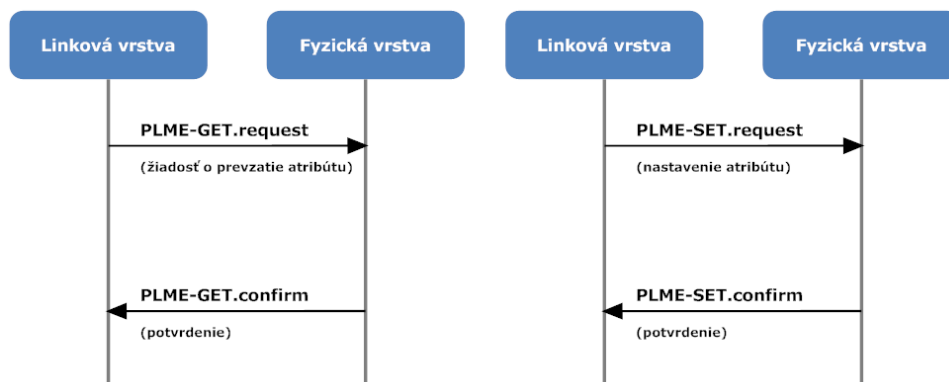 Linková vrstva
Fyzická vrstva
PLME-GET.request
(žiadosť o prevzatie atribútu)
PLME-GET.confirm
(potvrdenie)
Linková vrstva
Fyzická vrstva
PLME-SET.request
(nastavenie atribútu)
PLME-SET.confirm
(potvrdenie)